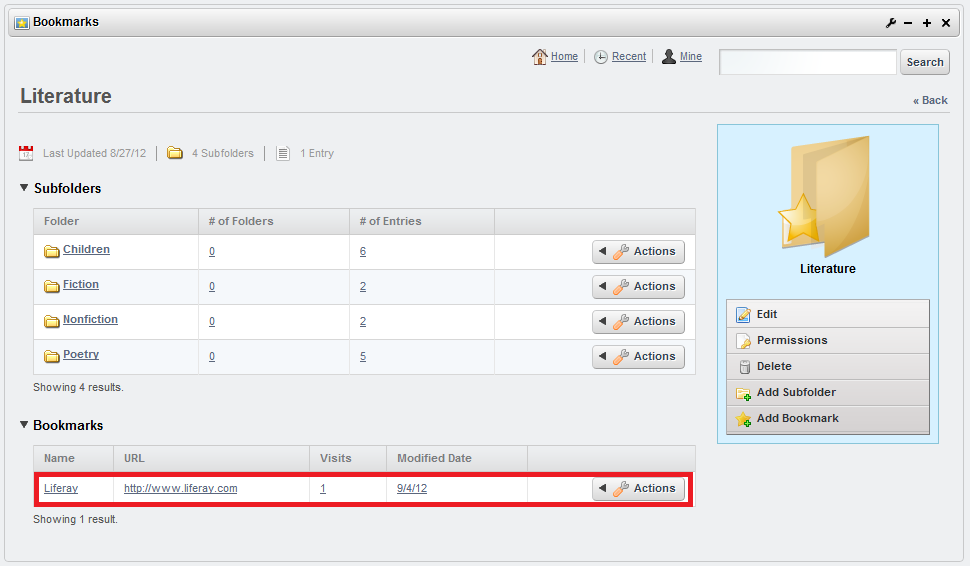 Bookmarks
Home Recent Mine Search
Literature
« Back
Last Updated 8/27/12 4 Subfolders 1 Entry
Subfolders
Folder # of Folders # of Entries
Children 0 6 Actions
Fiction 0 2 Actions
Nonfiction 0 2 Actions
Poetry 0 5 Actions
Showing 4 results.
Bookmarks
Name URL Visits Modified Date
Liferay http://www.liferay.com 1 9/4/12 Actions
Showing 1 result.
Literature
Edit
Permissions
Delete
Add Subfolder
Add Bookmark